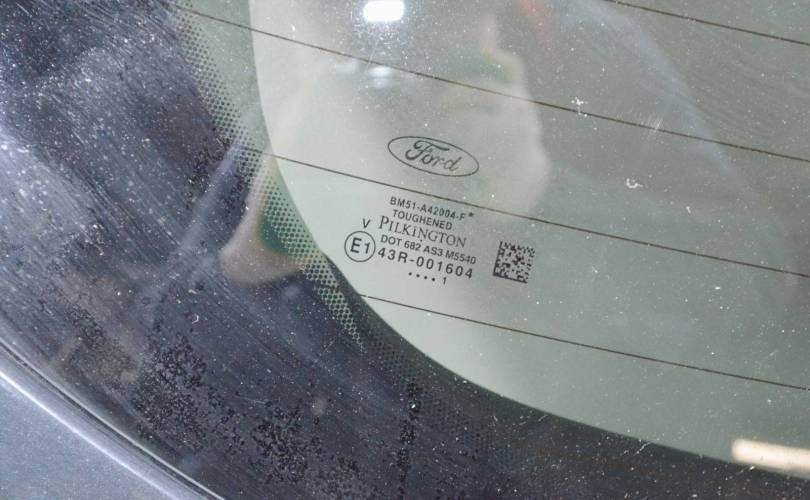 Ford
BM51-A42004-F*
TOUGHENED
V PILKINGTON
DOT 682 AS3 M5540
E1 43R-001604
.... 1